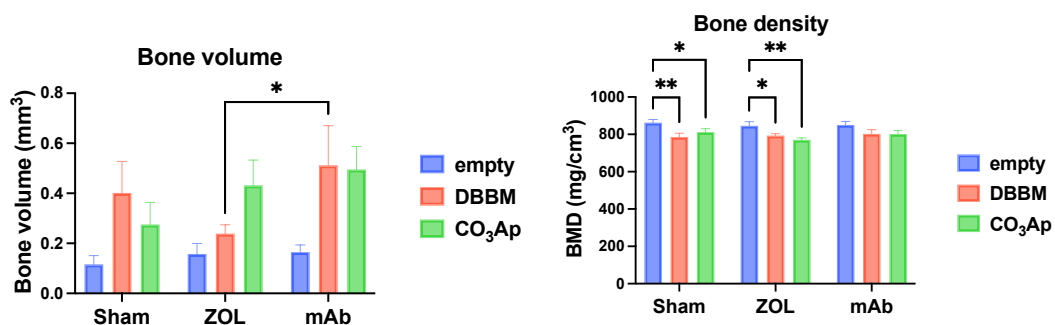 Bone volume
Bone volume (mm³)
0.8
0.6
0.4
0.2
0.0
*
Sham
ZOL
mAb
empty
DBBM
CO₃Ap
Bone density
BMD (mg/cm³)
1000
800
600
400
200
0
*
**
**
*
Sham
ZOL
mAb
empty
DBBM
CO₃Ap